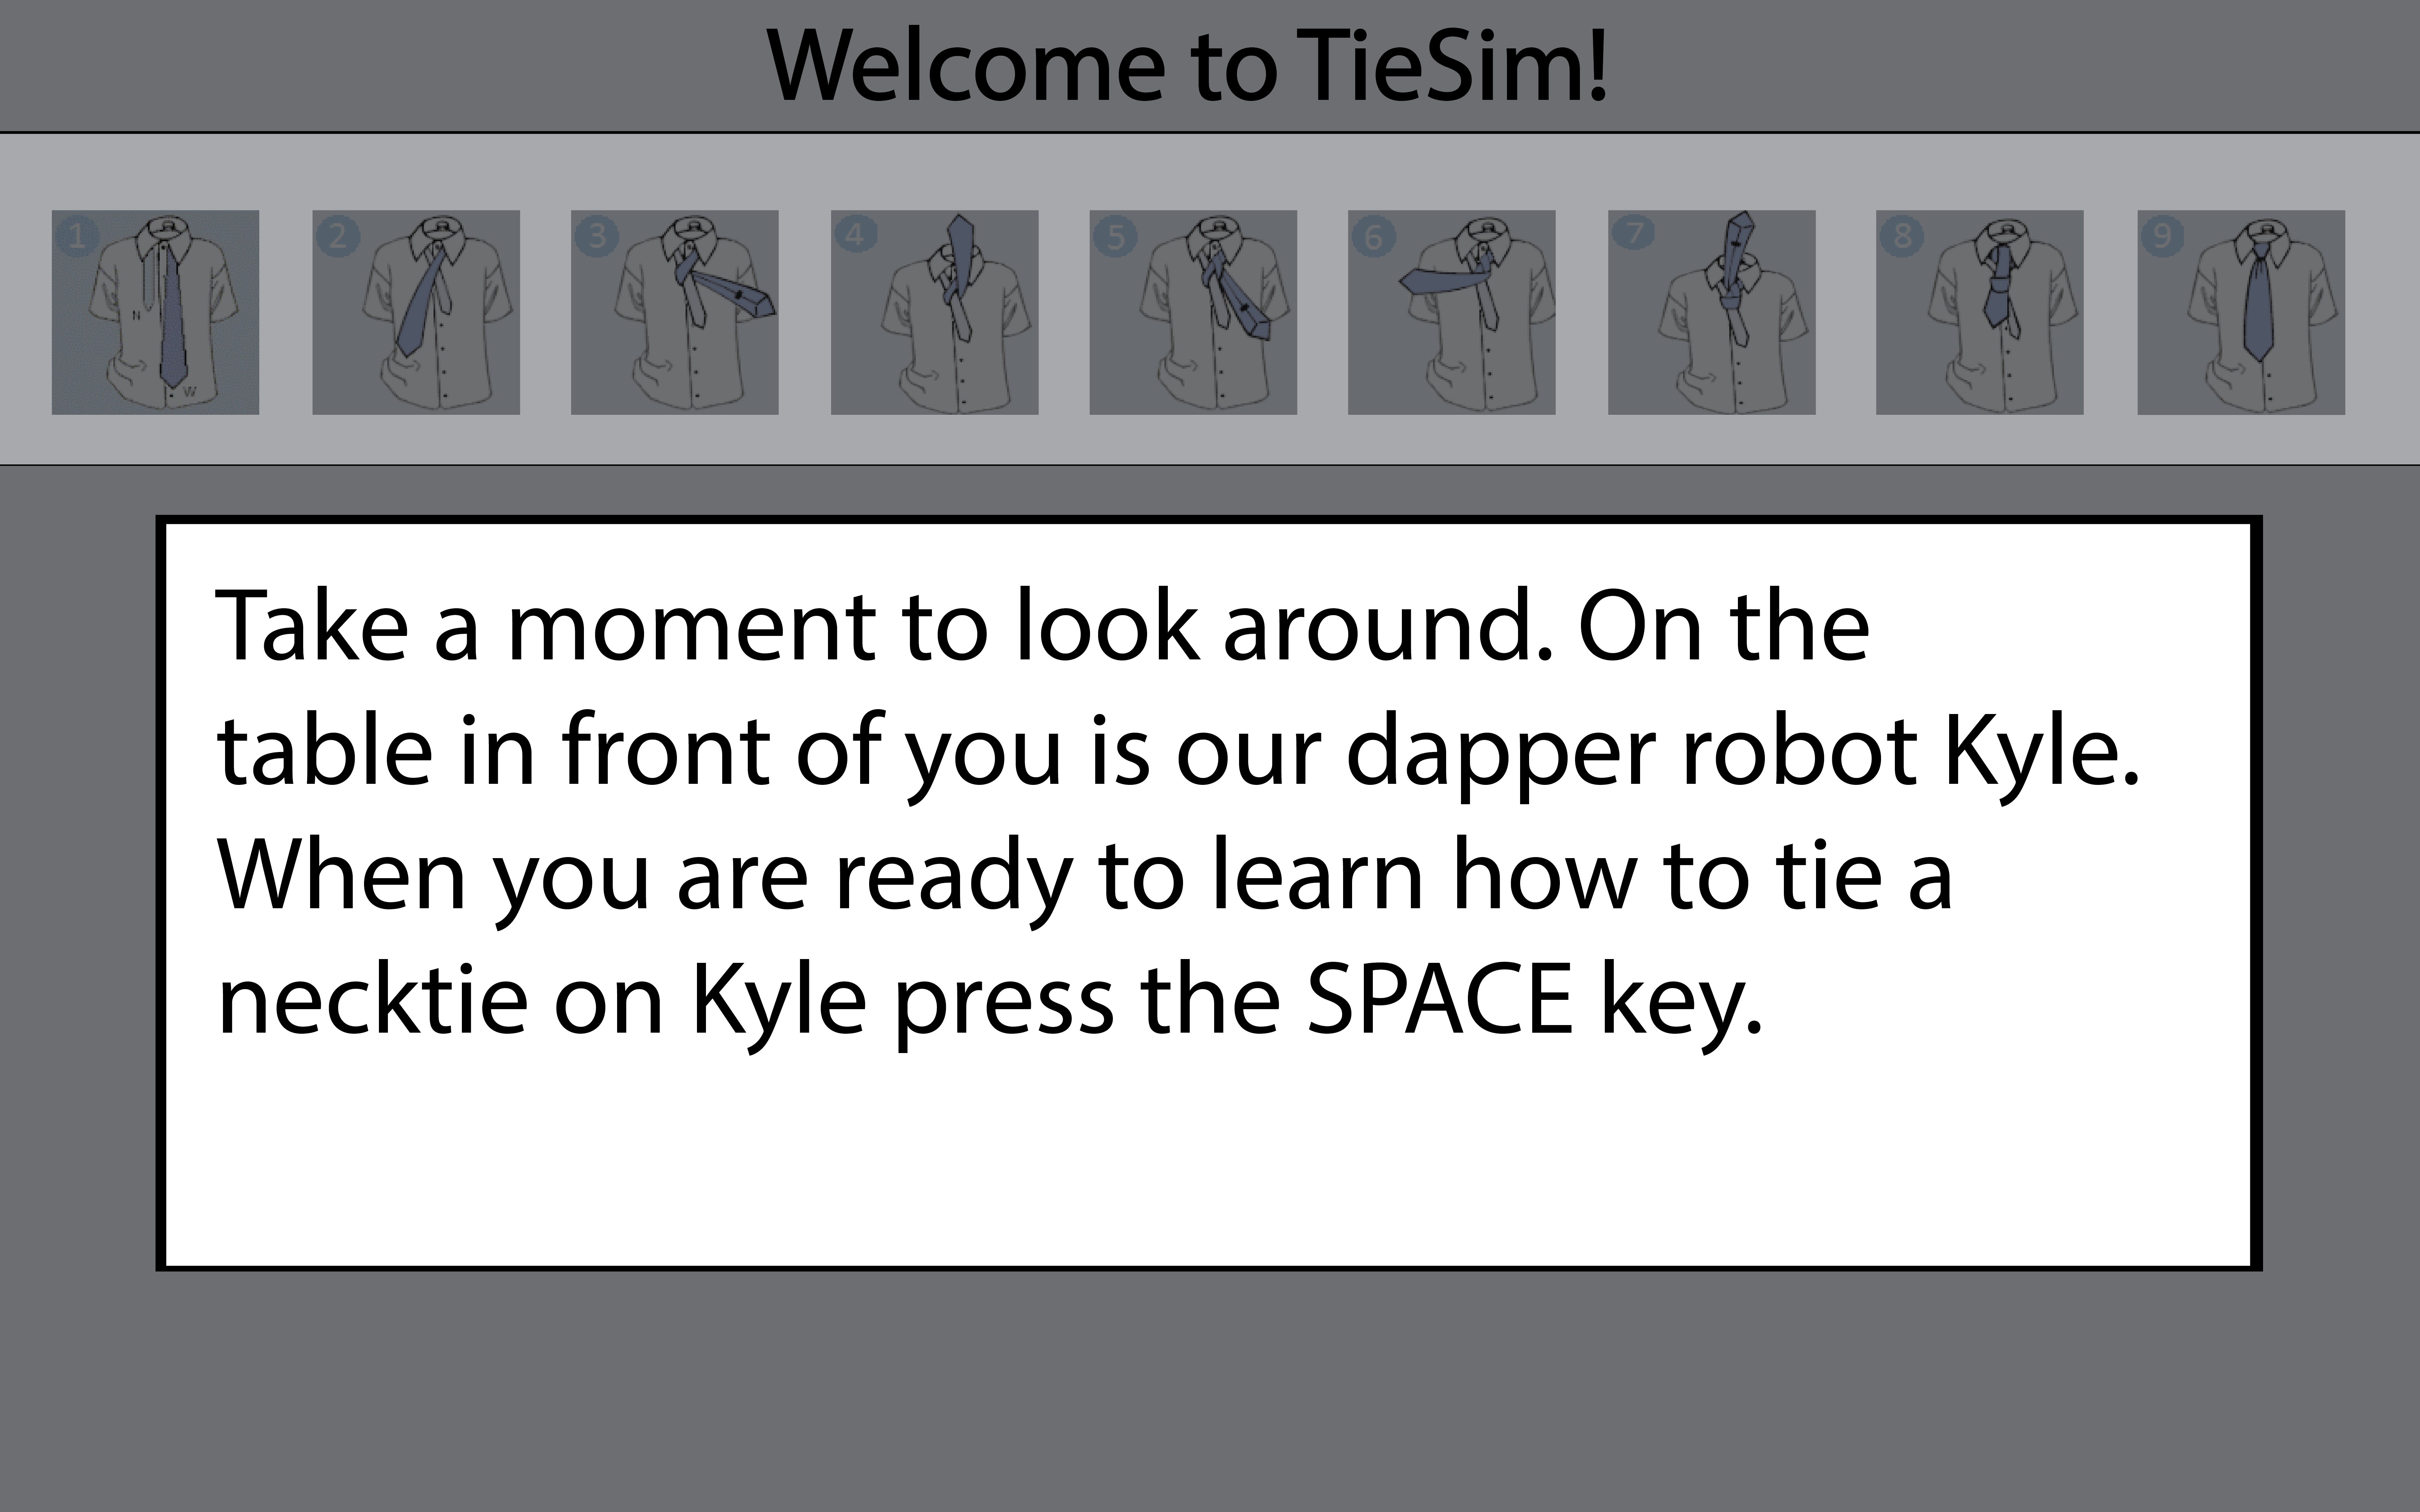 Welcome to TieSim!
1 2 3 4 5 6 7 8 9
N
W
Take a moment to look around. On the
table in front of you is our dapper robot Kyle.
When you are ready to learn how to tie a
necktie on Kyle press the SPACE key.